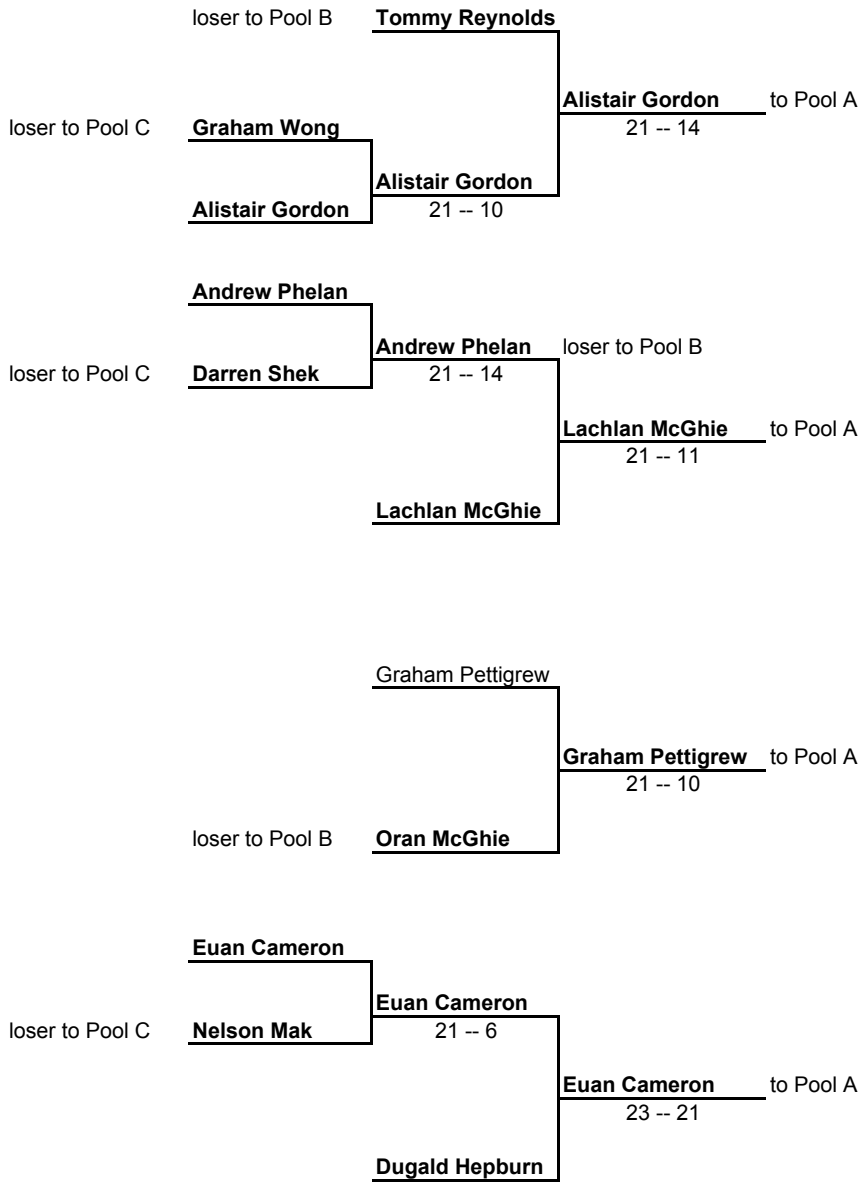 loser to Pool B Tommy Reynolds
Alistair Gordon to Pool A
loser to Pool C Graham Wong 21 -- 14
Alistair Gordon
Alistair Gordon 21 -- 10
Andrew Phelan
Andrew Phelan loser to Pool B
loser to Pool C Darren Shek 21 -- 14
Lachlan McGhie to Pool A
21 -- 11
Lachlan McGhie
Graham Pettigrew
Graham Pettigrew to Pool A
21 -- 10
loser to Pool B Oran McGhie
Euan Cameron
Euan Cameron
loser to Pool C Nelson Mak 21 -- 6
Euan Cameron to Pool A
23 -- 21
Dugald Hepburn